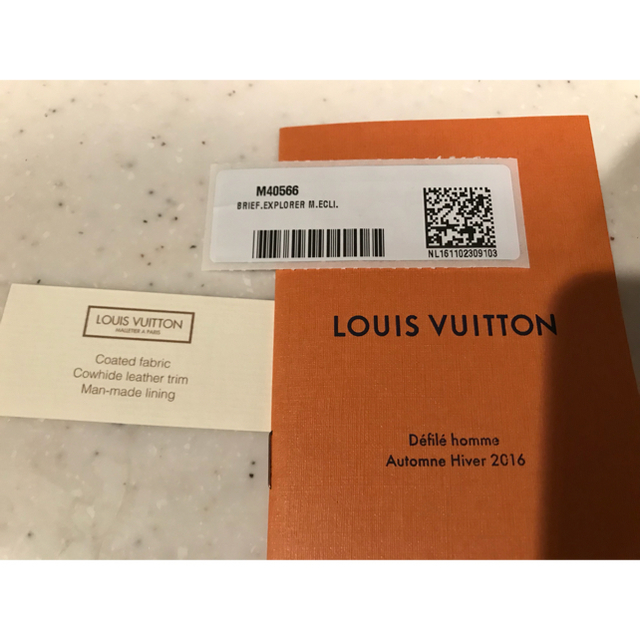 M40566
BRIEF.EXPLORER M.ECLI.
NL161102309103
LOUIS VUITTON
MALLETIER A PARIS
Coated fabric
Cowhide leather trim
Man-made lining
LOUIS VUITTON
Défilé homme
Automne Hiver 2016